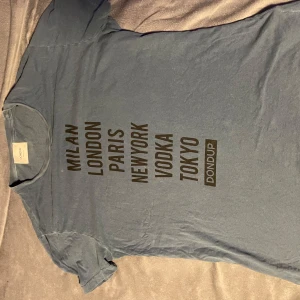 MILAN
LONDON
PARIS
NEWYORK
VODKA
TOKYO
DONDUP